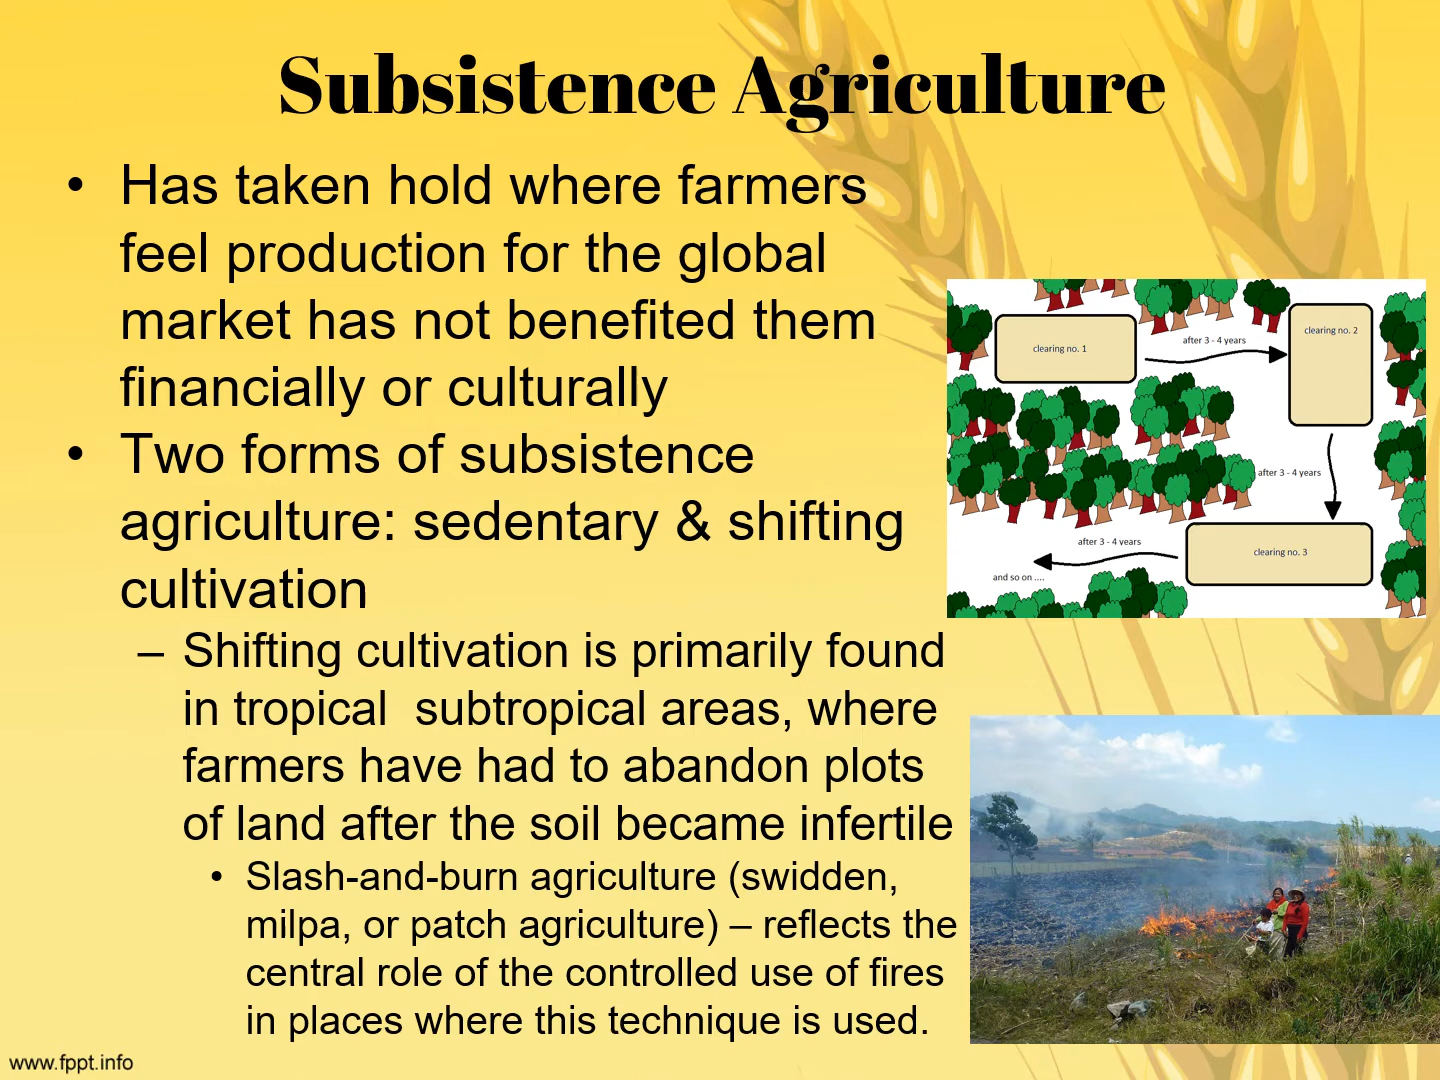 Subsistence Agriculture
• Has taken hold where farmers
feel production for the global
market has not benefited them
financially or culturally
• Two forms of subsistence
agriculture: sedentary & shifting
cultivation
– Shifting cultivation is primarily found
in tropical  subtropical areas, where
farmers have had to abandon plots
of land after the soil became infertile
• Slash-and-burn agriculture (swidden,
milpa, or patch agriculture) – reflects the
central role of the controlled use of fires
in places where this technique is used.
clearing no. 1
after 3 - 4 years
clearing no. 2
after 3 - 4 years
clearing no. 3
after 3 - 4 years
and so on ....
www.fppt.info